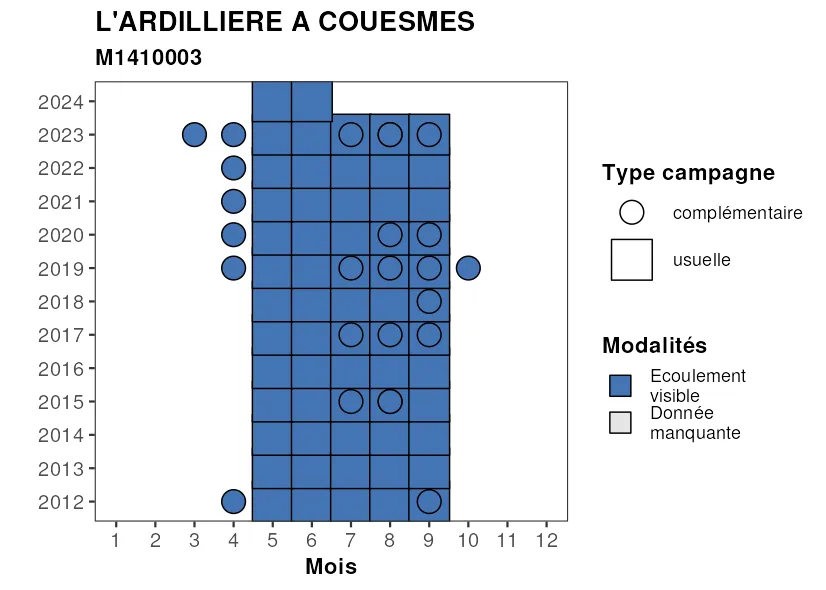 L'ARDILLIERE A COUESMES
M1410003
2024
2023
2022
2021
2020
2019
2018
2017
2016
2015
2014
2013
2012
1 2 3 4 5 6 7 8 9 10 11 12
Mois
Type campagne
complémentaire
usuelle
Modalités
Ecoulement
visible
Donnée
manquante